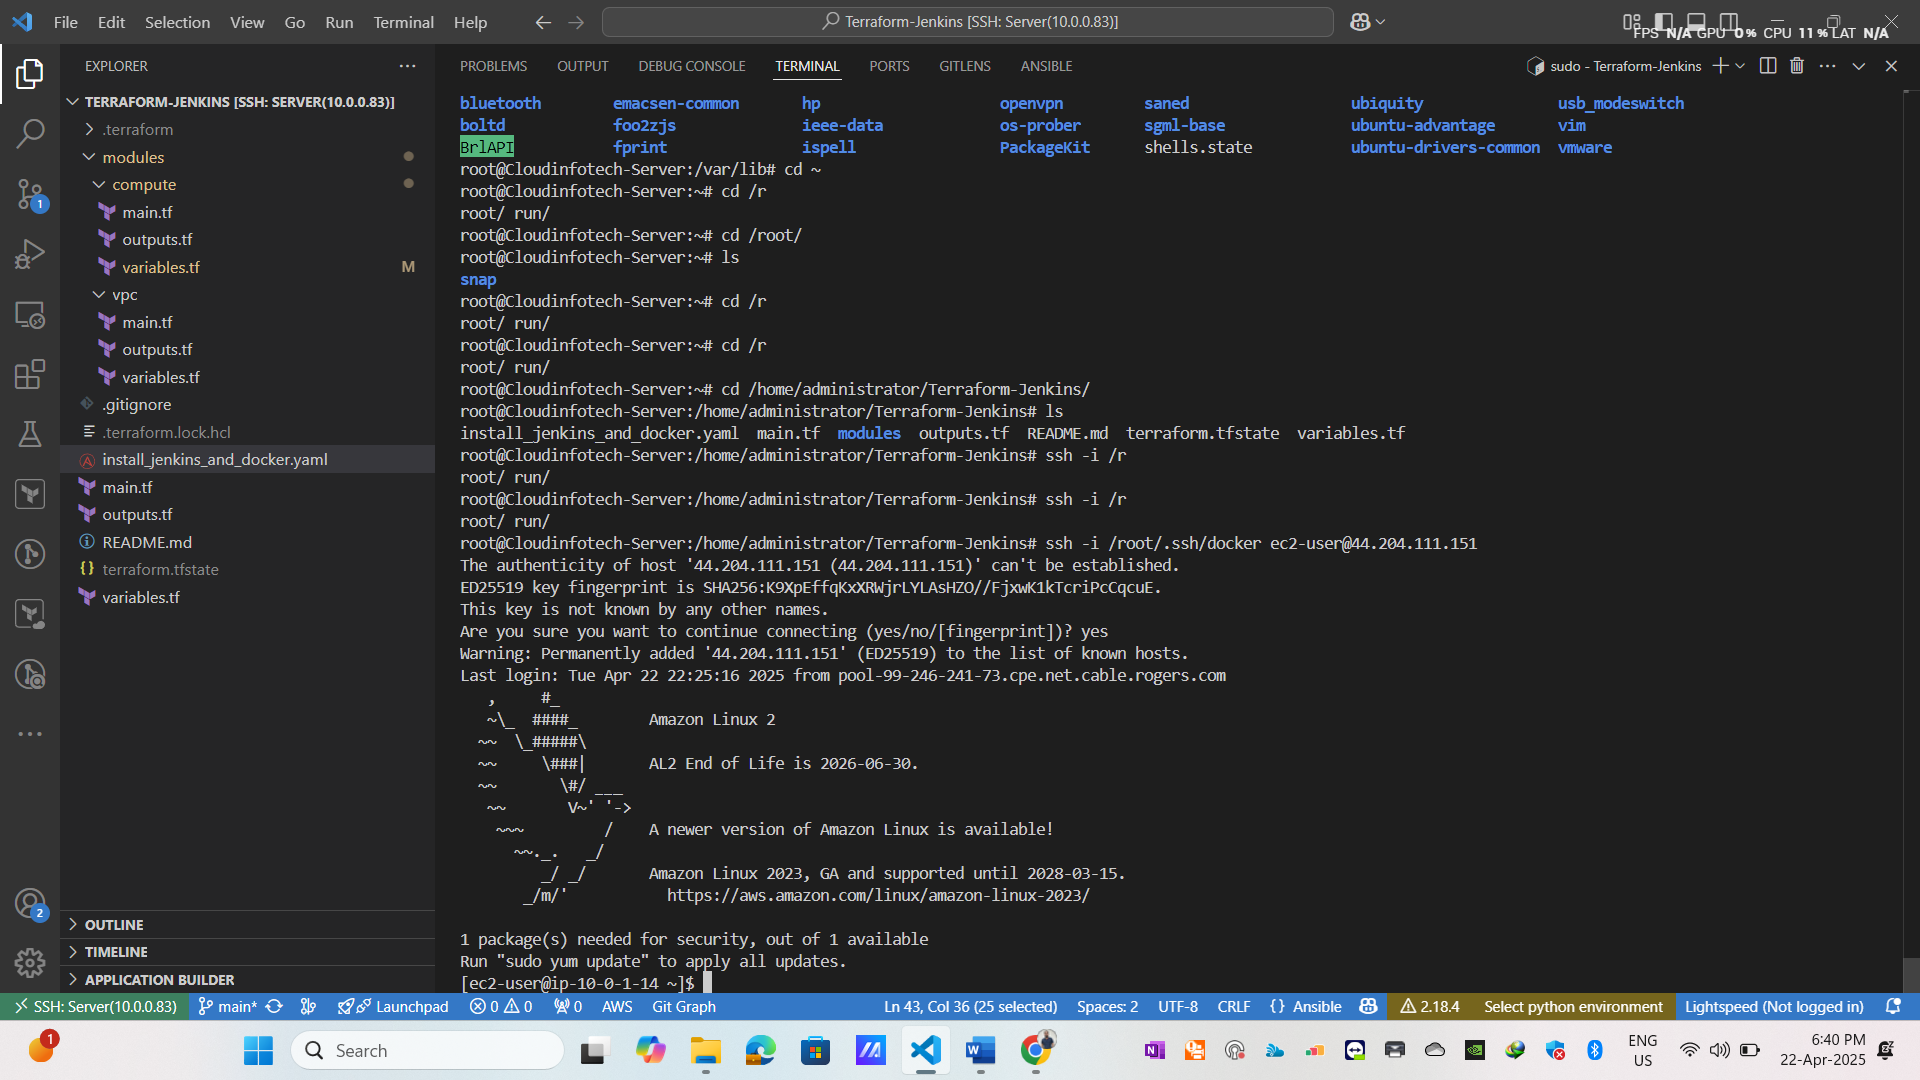 File Edit Selection View Go Run Terminal Help
Terraform-Jenkins [SSH: Server(10.0.0.83)]
FPS N/A GPU 0% CPU 11% LAT N/A
EXPLORER
TERRAFORM-JENKINS [SSH: SERVER(10.0.0.83)]
.terraform
modules
compute
main.tf
outputs.tf
variables.tf M
vpc
main.tf
outputs.tf
variables.tf
.gitignore
.terraform.lock.hcl
install_jenkins_and_docker.yaml
main.tf
outputs.tf
README.md
terraform.tfstate
variables.tf
OUTLINE
TIMELINE
APPLICATION BUILDER
1
2
PROBLEMS OUTPUT DEBUG CONSOLE TERMINAL PORTS GITLENS ANSIBLE
sudo - Terraform-Jenkins
bluetooth emacsen-common hp openvpn saned ubiquity usb_modeswitch
boltd foo2zjs ieee-data os-prober sgml-base ubuntu-advantage vim
BrlAPI fprint ispell PackageKit shells.state ubuntu-drivers-common vmware
root@Cloudinfotech-Server:/var/lib# cd ~
root@Cloudinfotech-Server:~# cd /r
root/ run/
root@Cloudinfotech-Server:~# cd /root/
root@Cloudinfotech-Server:~# ls
snap
root@Cloudinfotech-Server:~# cd /r
root/ run/
root@Cloudinfotech-Server:~# cd /r
root/ run/
root@Cloudinfotech-Server:~# cd /home/administrator/Terraform-Jenkins/
root@Cloudinfotech-Server:/home/administrator/Terraform-Jenkins# ls
install_jenkins_and_docker.yaml main.tf modules outputs.tf README.md terraform.tfstate variables.tf
root@Cloudinfotech-Server:/home/administrator/Terraform-Jenkins# ssh -i /r
root/ run/
root@Cloudinfotech-Server:/home/administrator/Terraform-Jenkins# ssh -i /r
root/ run/
root@Cloudinfotech-Server:/home/administrator/Terraform-Jenkins# ssh -i /root/.ssh/docker ec2-user@44.204.111.151
The authenticity of host '44.204.111.151 (44.204.111.151)' can't be established.
ED25519 key fingerprint is SHA256:K9XpEffqKxXRWjrLYLAsHZO//FjxwK1kTcriPcCqcuE.
This key is not known by any other names.
Are you sure you want to continue connecting (yes/no/[fingerprint])? yes
Warning: Permanently added '44.204.111.151' (ED25519) to the list of known hosts.
Last login: Tue Apr 22 22:25:16 2025 from pool-99-246-241-73.cpe.net.cable.rogers.com
,     #_
~\_  ####_        Amazon Linux 2
~~  \_#####\
~~     \###|       AL2 End of Life is 2026-06-30.
~~       \#/ ___
~~       V~' '->
~~~         /    A newer version of Amazon Linux is available!
~~._.   _/
_/ _/       Amazon Linux 2023, GA and supported until 2028-03-15.
_/m/'           https://aws.amazon.com/linux/amazon-linux-2023/
1 package(s) needed for security, out of 1 available
Run "sudo yum update" to apply all updates.
[ec2-user@ip-10-0-1-14 ~]$
SSH: Server(10.0.0.83) main* Launchpad 0 0 0 AWS Git Graph Ln 43, Col 36 (25 selected) Spaces: 2 UTF-8 CRLF {} Ansible 2.18.4 Select python environment Lightspeed (Not logged in)
1
Search
ENG
US
6:40 PM
22-Apr-2025